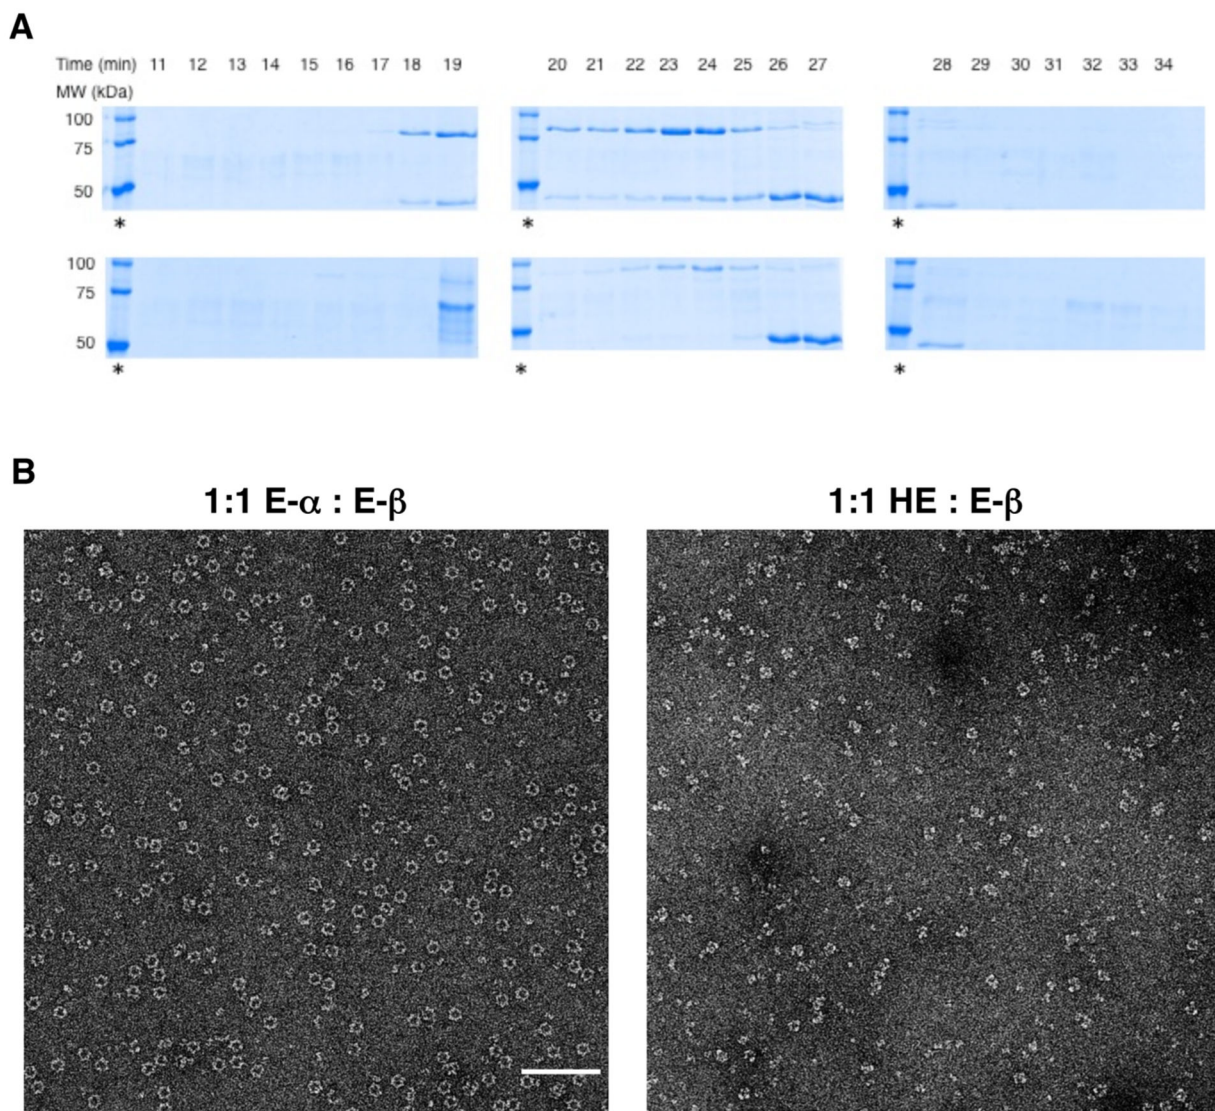 A
Time (min) 11 12 13 14 15 16 17 18 19 20 21 22 23 24 25 26 27 28 29 30 31 32 33 34
MW (kDa)
100
75
50
* * *
100
75
50
* * *
B
1:1 E-α : E-β 1:1 HE : E-β